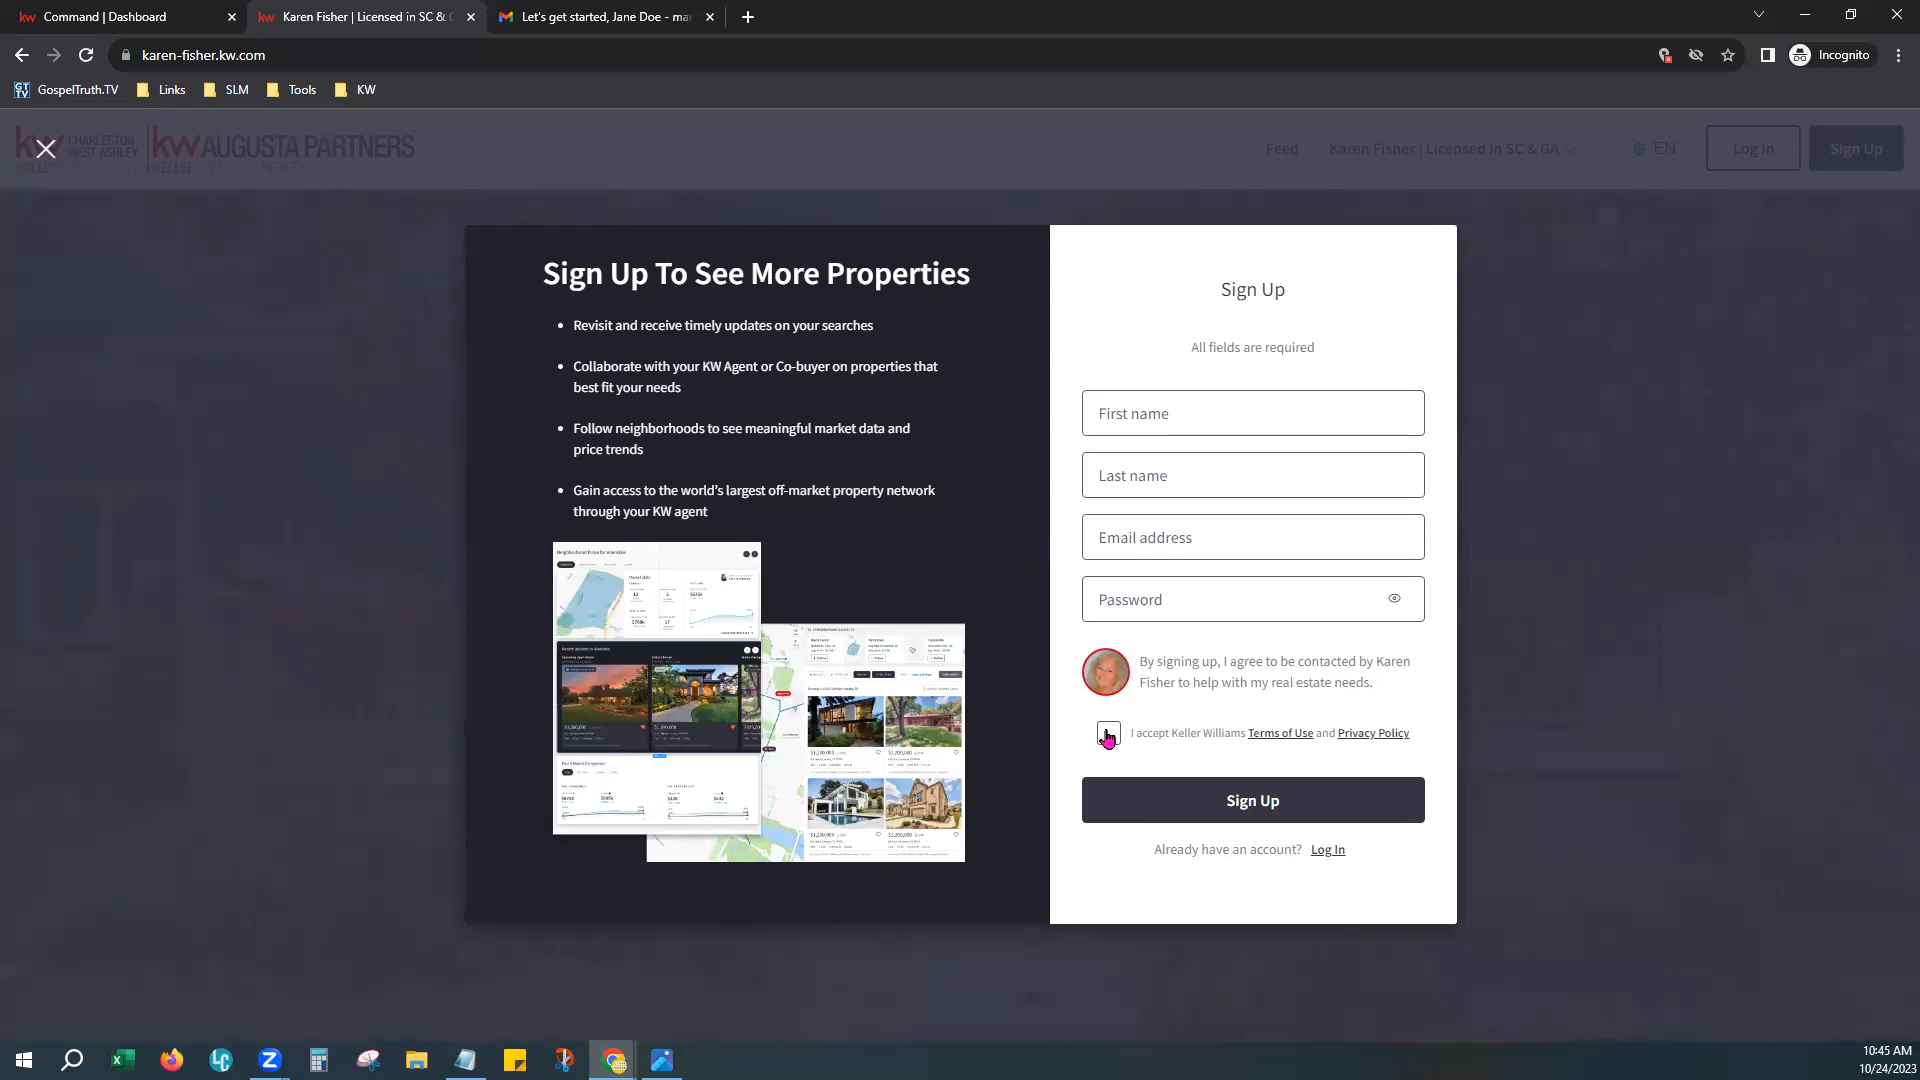 Command | Dashboard
Karen Fisher | Licensed in SC &
Let's get started, Jane Doe - ma
karen-fisher.kw.com
Incognito
GospelTruth.TV
Links
SLM
Tools
KW
kw CHARLESTON WEST ASHLEY
kw AUGUSTA PARTNERS
REALTY
Feed
Karen Fisher | Licensed in SC & GA
EN
Log In
Sign Up
Sign Up To See More Properties
• Revisit and receive timely updates on your searches
• Collaborate with your KW Agent or Co-buyer on properties that
best fit your needs
• Follow neighborhoods to see meaningful market data and
price trends
• Gain access to the world's largest off-market property network
through your KW agent
Sign Up
All fields are required
First name
Last name
Email address
Password
By signing up, I agree to be contacted by Karen
Fisher to help with my real estate needs.
I accept Keller Williams Terms of Use and Privacy Policy
Sign Up
Already have an account? Log In
10:45 AM
10/24/2023